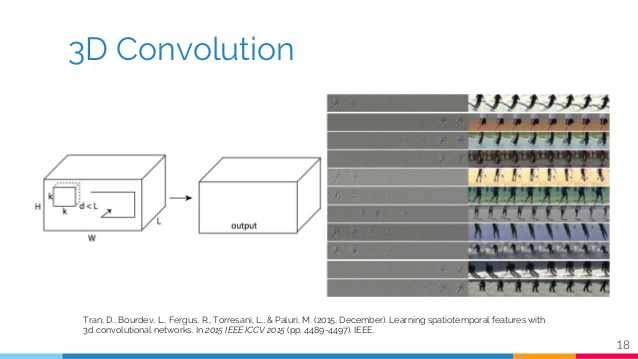 3D Convolution
k
k
d < L
H
L
W
output
Tran, D., Bourdev, L., Fergus, R., Torresani, L., & Paluri, M. (2015, December). Learning spatiotemporal features with
3d convolutional networks. In 2015 IEEE ICCV 2015 (pp. 4489-4497). IEEE.
18